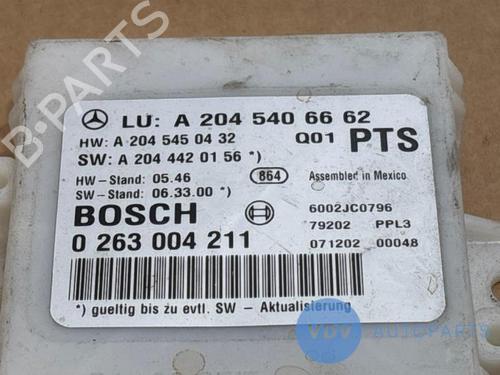 LU: A 204 540 66 62
HW: A 204 545 04 32 Q01 PTS
SW: A 204 442 01 56 *)
HW-Stand: 05.46 864 Assembled in Mexico
SW-Stand: 06.33.00 *)
BOSCH 6002JC0796
79202 PPL3
0 263 004 211 071202 00048
*) gueltig bis zu evtl. SW - Aktualisierung
B-PARTS
VDV AUTOPARTS